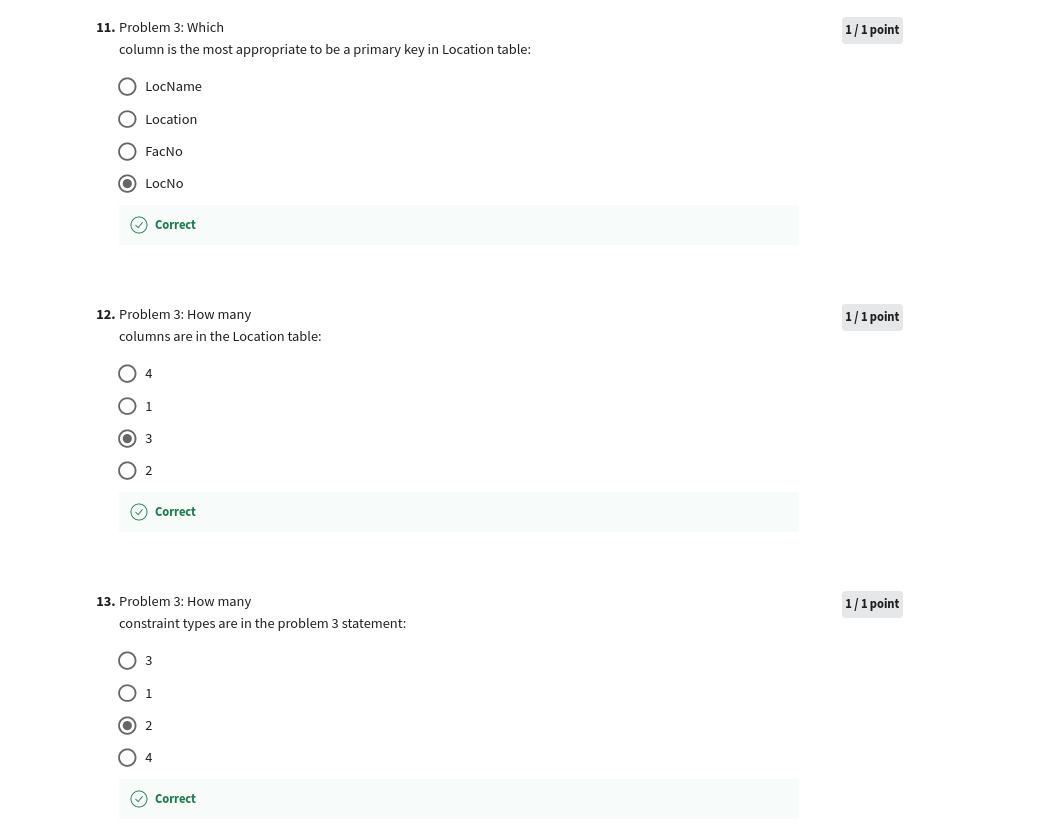 11. Problem 3: Which
1 / 1 point
column is the most appropriate to be a primary key in Location table:
LocName
Location
FacNo
LocNo
Correct
12. Problem 3: How many
1 / 1 point
columns are in the Location table:
4
1
3
2
Correct
13. Problem 3: How many
1 / 1 point
constraint types are in the problem 3 statement:
3
1
2
4
Correct